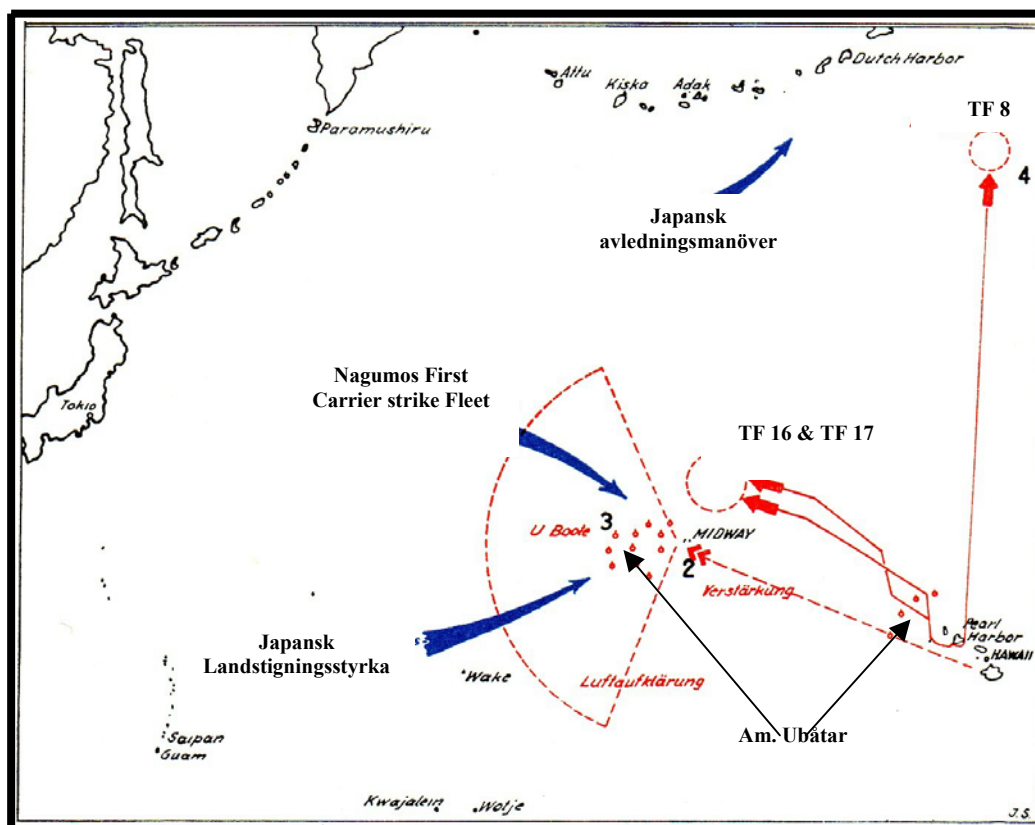 Attu
Kiska
Adak
Dutch Harbor
TF 8
4
Paramushiru
Japansk
avledningsmanöver
Nagumos First
Carrier strike Fleet
Tokio
TF 16 & TF 17
3
U Boote
MIDWAY
2
Verstärkung
Pearl
Harbor
HAWAII
Japansk
Landstigningsstyrka
Wake
Luftaufklärung
Am. Ubåtar
Saipan
Guam
Kwajalein
Wotje
J.S.